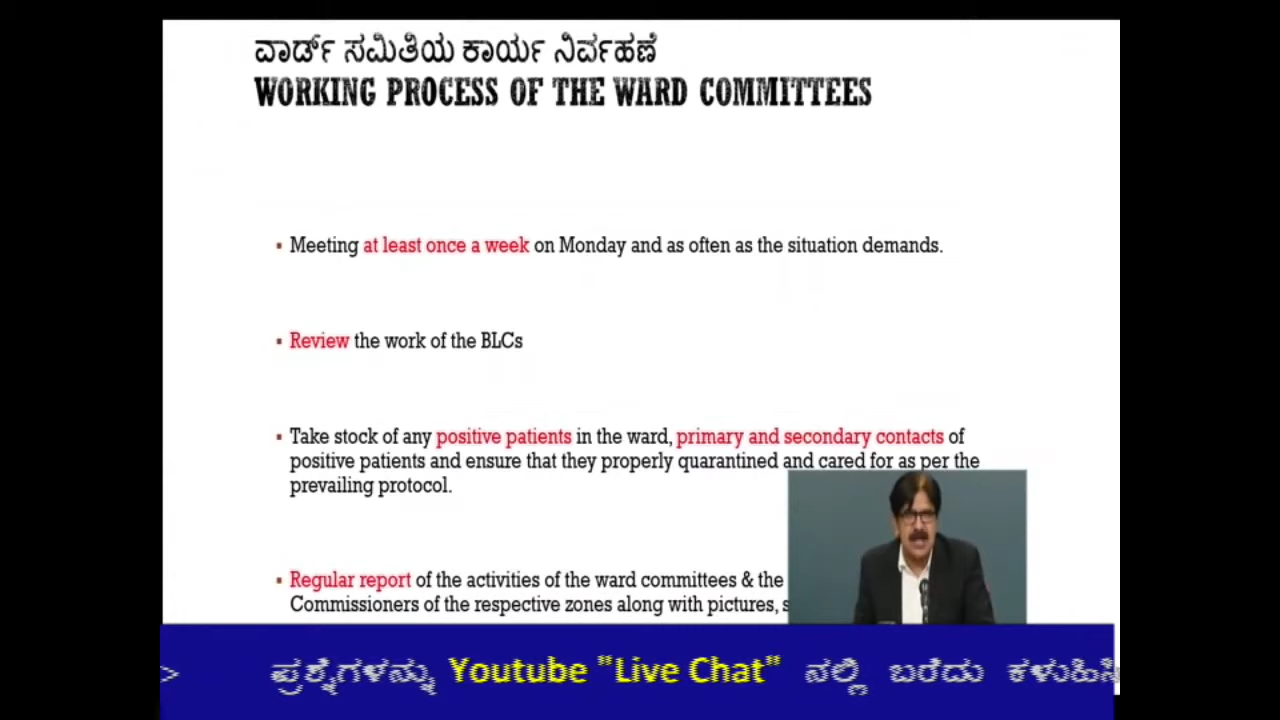 ವಾರ್ಡ್ ಸಮಿತಿಯ ಕಾರ್ಯ ನಿರ್ವಹಣೆ
WORKING PROCESS OF THE WARD COMMITTEES
▪ Meeting at least once a week on Monday and as often as the situation demands.
▪ Review the work of the BLCs
▪ Take stock of any positive patients in the ward, primary and secondary contacts of
positive patients and ensure that they properly quarantined and cared for as per the
prevailing protocol.
▪ Regular report of the activities of the ward committees & the
Commissioners of the respective zones along with pictures,
ಪ್ರಶ್ನೆಗಳನ್ನು Youtube "Live Chat" ನಲ್ಲಿ ಬರೆದು